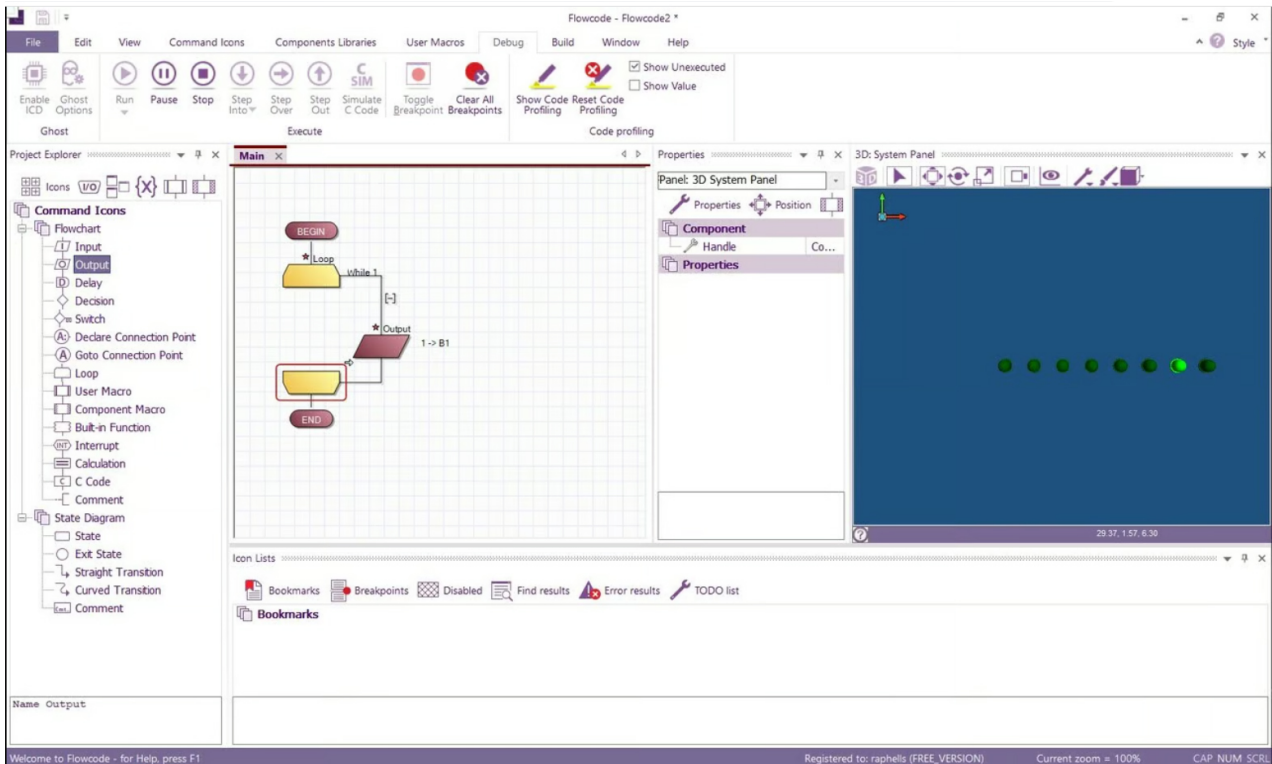 Flowcode - Flowcode2 *
File Edit View Command Icons Components Libraries User Macros Debug Build Window Help Style
Enable ICD
Ghost Options
Run
Pause
Stop
Step Into
Step Over
Step Out
C SIM
Simulate C Code
Toggle Breakpoint
Clear All Breakpoints
Show Code Profiling
Reset Code Profiling
Show Unexecuted
Show Value
Ghost Execute Code profiling
Project Explorer
Icons I/O {X}
Command Icons
Flowchart
Input
Output
Delay
Decision
Switch
Declare Connection Point
Goto Connection Point
Loop
User Macro
Component Macro
Built-in Function
Interrupt
Calculation
C Code
Comment
State Diagram
State
Exit State
Straight Transition
Curved Transition
Comment
Name Output
Main
BEGIN
Loop
While 1
[-]
Output
1 -> B1
END
Properties
Panel: 3D System Panel
Properties Position
Component
Handle Co...
Properties
3D: System Panel
29.37, 1.57, 6.30
Icon Lists
Bookmarks Breakpoints Disabled Find results Error results TODO list
Bookmarks
Welcome to Flowcode - for Help, press F1 Registered to: raphells (FREE_VERSION) Current zoom = 100% CAP NUM SCRL